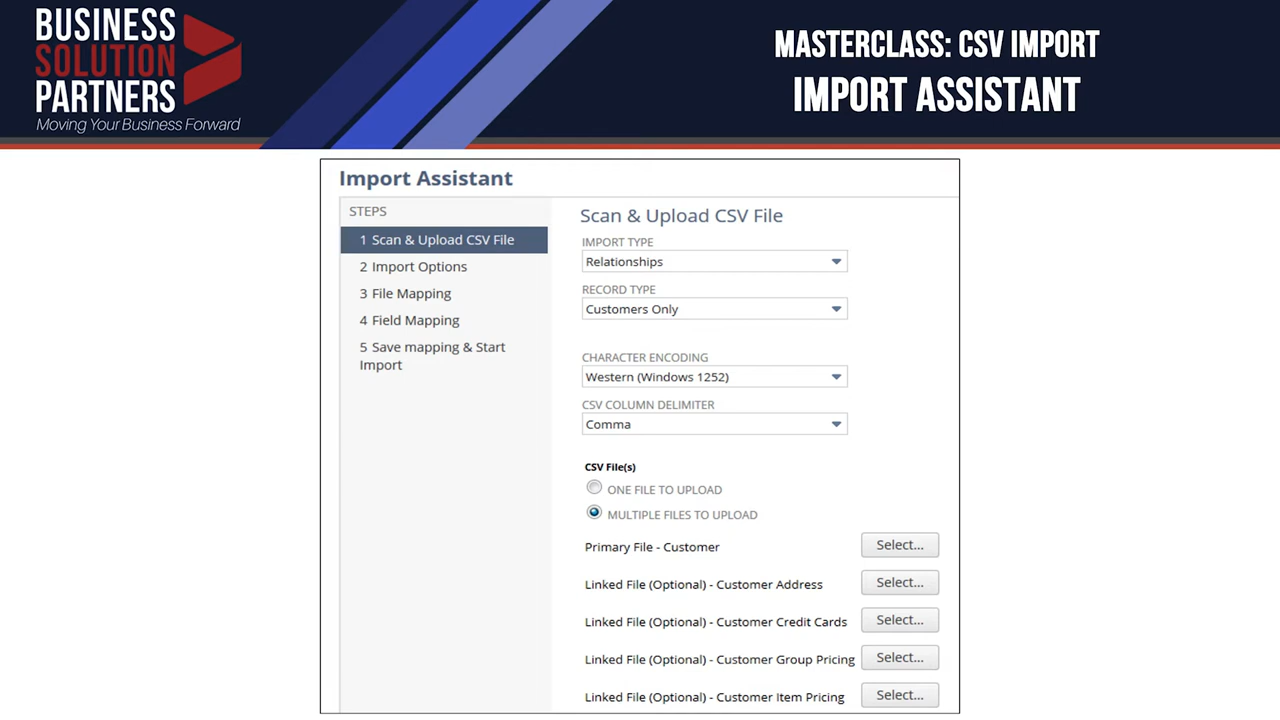 BUSINESS
SOLUTION
PARTNERS
Moving Your Business Forward
MASTERCLASS: CSV IMPORT
IMPORT ASSISTANT
Import Assistant
STEPS
1 Scan & Upload CSV File
2 Import Options
3 File Mapping
4 Field Mapping
5 Save mapping & Start
Import
Scan & Upload CSV File
IMPORT TYPE
Relationships
RECORD TYPE
Customers Only
CHARACTER ENCODING
Western (Windows 1252)
CSV COLUMN DELIMITER
Comma
CSV File(s)
ONE FILE TO UPLOAD
MULTIPLE FILES TO UPLOAD
Primary File - Customer Select...
Linked File (Optional) - Customer Address Select...
Linked File (Optional) - Customer Credit Cards Select...
Linked File (Optional) - Customer Group Pricing Select...
Linked File (Optional) - Customer Item Pricing Select...